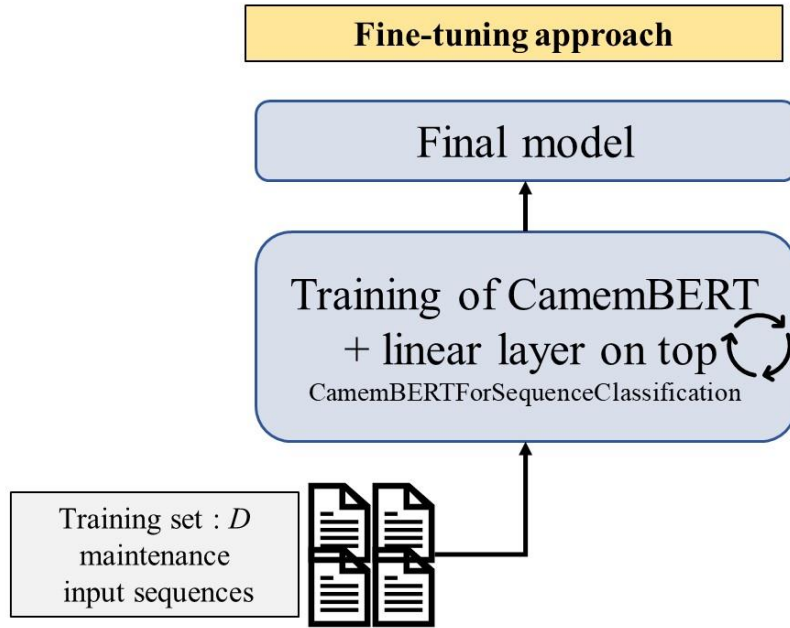 Fine-tuning approach
Final model
Training of CamemBERT
+ linear layer on top
CamemBERTForSequenceClassification
Training set : D
maintenance
input sequences